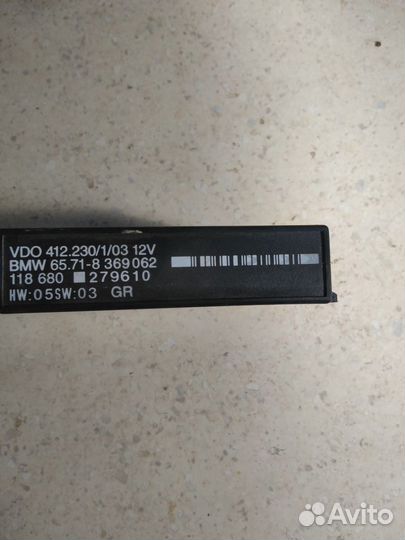 VDO 412.230/1/03 12V
BMW 65.71-8 369062
118 680 ■279610
HW:05SW:03 GR
Avito